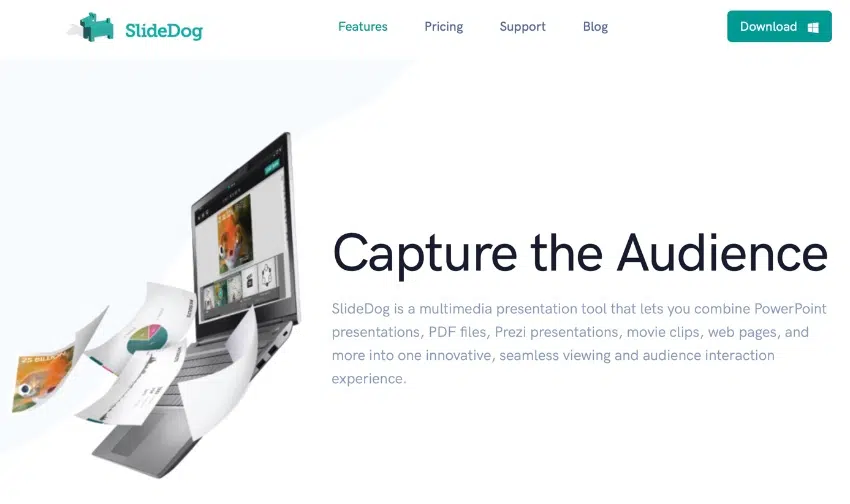 SlideDog
Features
Pricing
Support
Blog
Download
Capture the Audience
SlideDog is a multimedia presentation tool that lets you combine PowerPoint
presentations, PDF files, Prezi presentations, movie clips, web pages, and
more into one innovative, seamless viewing and audience interaction
experience.
25 BILLION